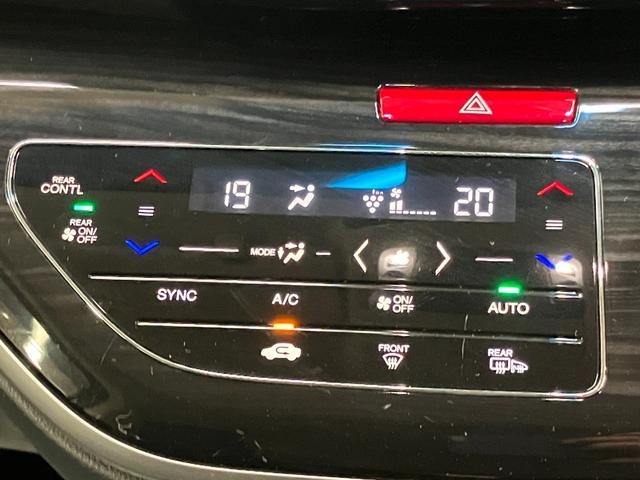 REAR
CONTL
19
20
REAR
ON/
OFF
MODE
SYNC
A/C
ON/
OFF
AUTO
FRONT
REAR